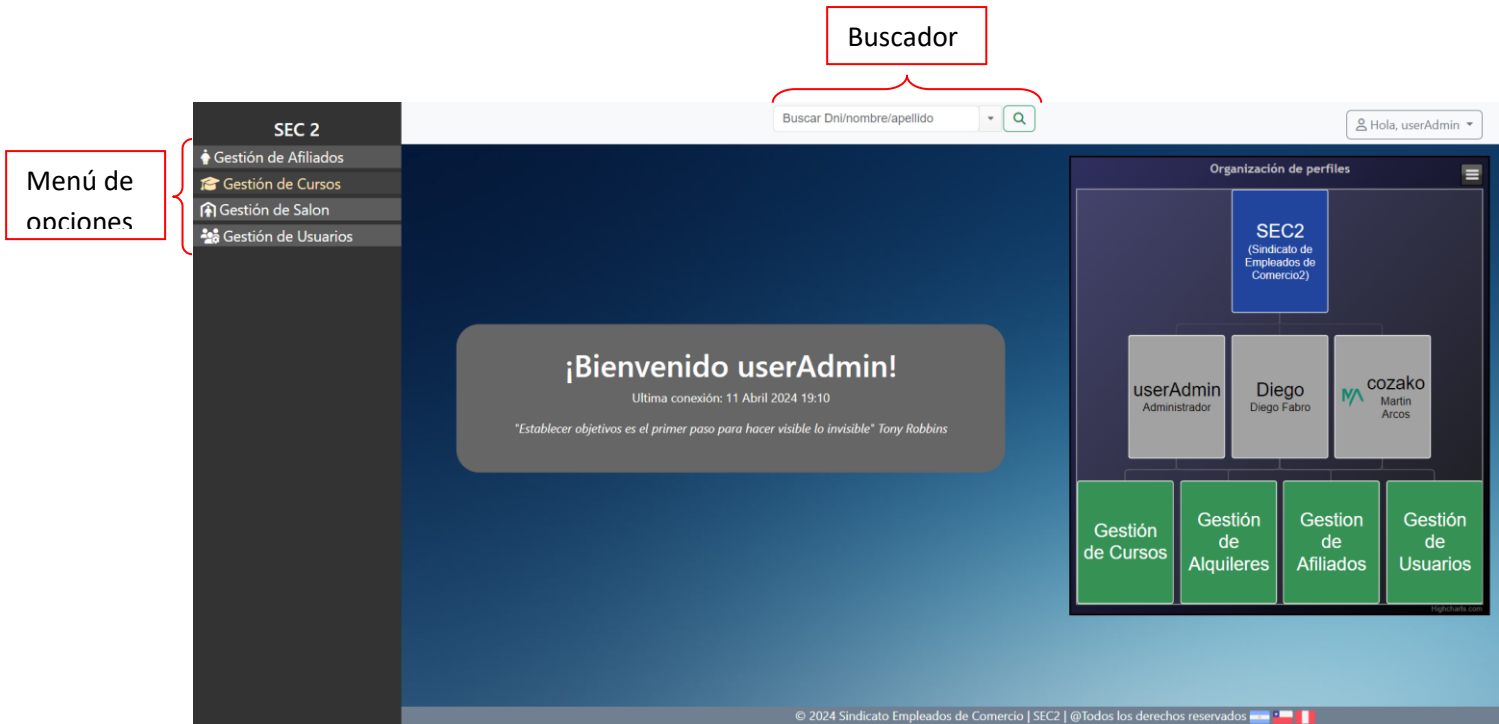 Buscador
SEC 2
Buscar Dni/nombre/apellido
Hola, userAdmin
Menú de
opciones
Gestión de Afiliados
Gestión de Cursos
Gestión de Salon
Gestión de Usuarios
¡Bienvenido userAdmin!
Ultima conexión: 11 Abril 2024 19:10
"Establecer objetivos es el primer paso para hacer visible lo invisible" Tony Robbins
Organización de perfiles
SEC2
(Sindicato de
Empleados de
Comercio2)
userAdmin
Administrador
Diego
Diego Fabro
cozako
Martin
Arcos
Gestión
de Cursos
Gestión
de
Alquileres
Gestion
de
Afiliados
Gestión
de
Usuarios
Highcharts.com
© 2024 Sindicato Empleados de Comercio | SEC2 | @Todos los derechos reservados